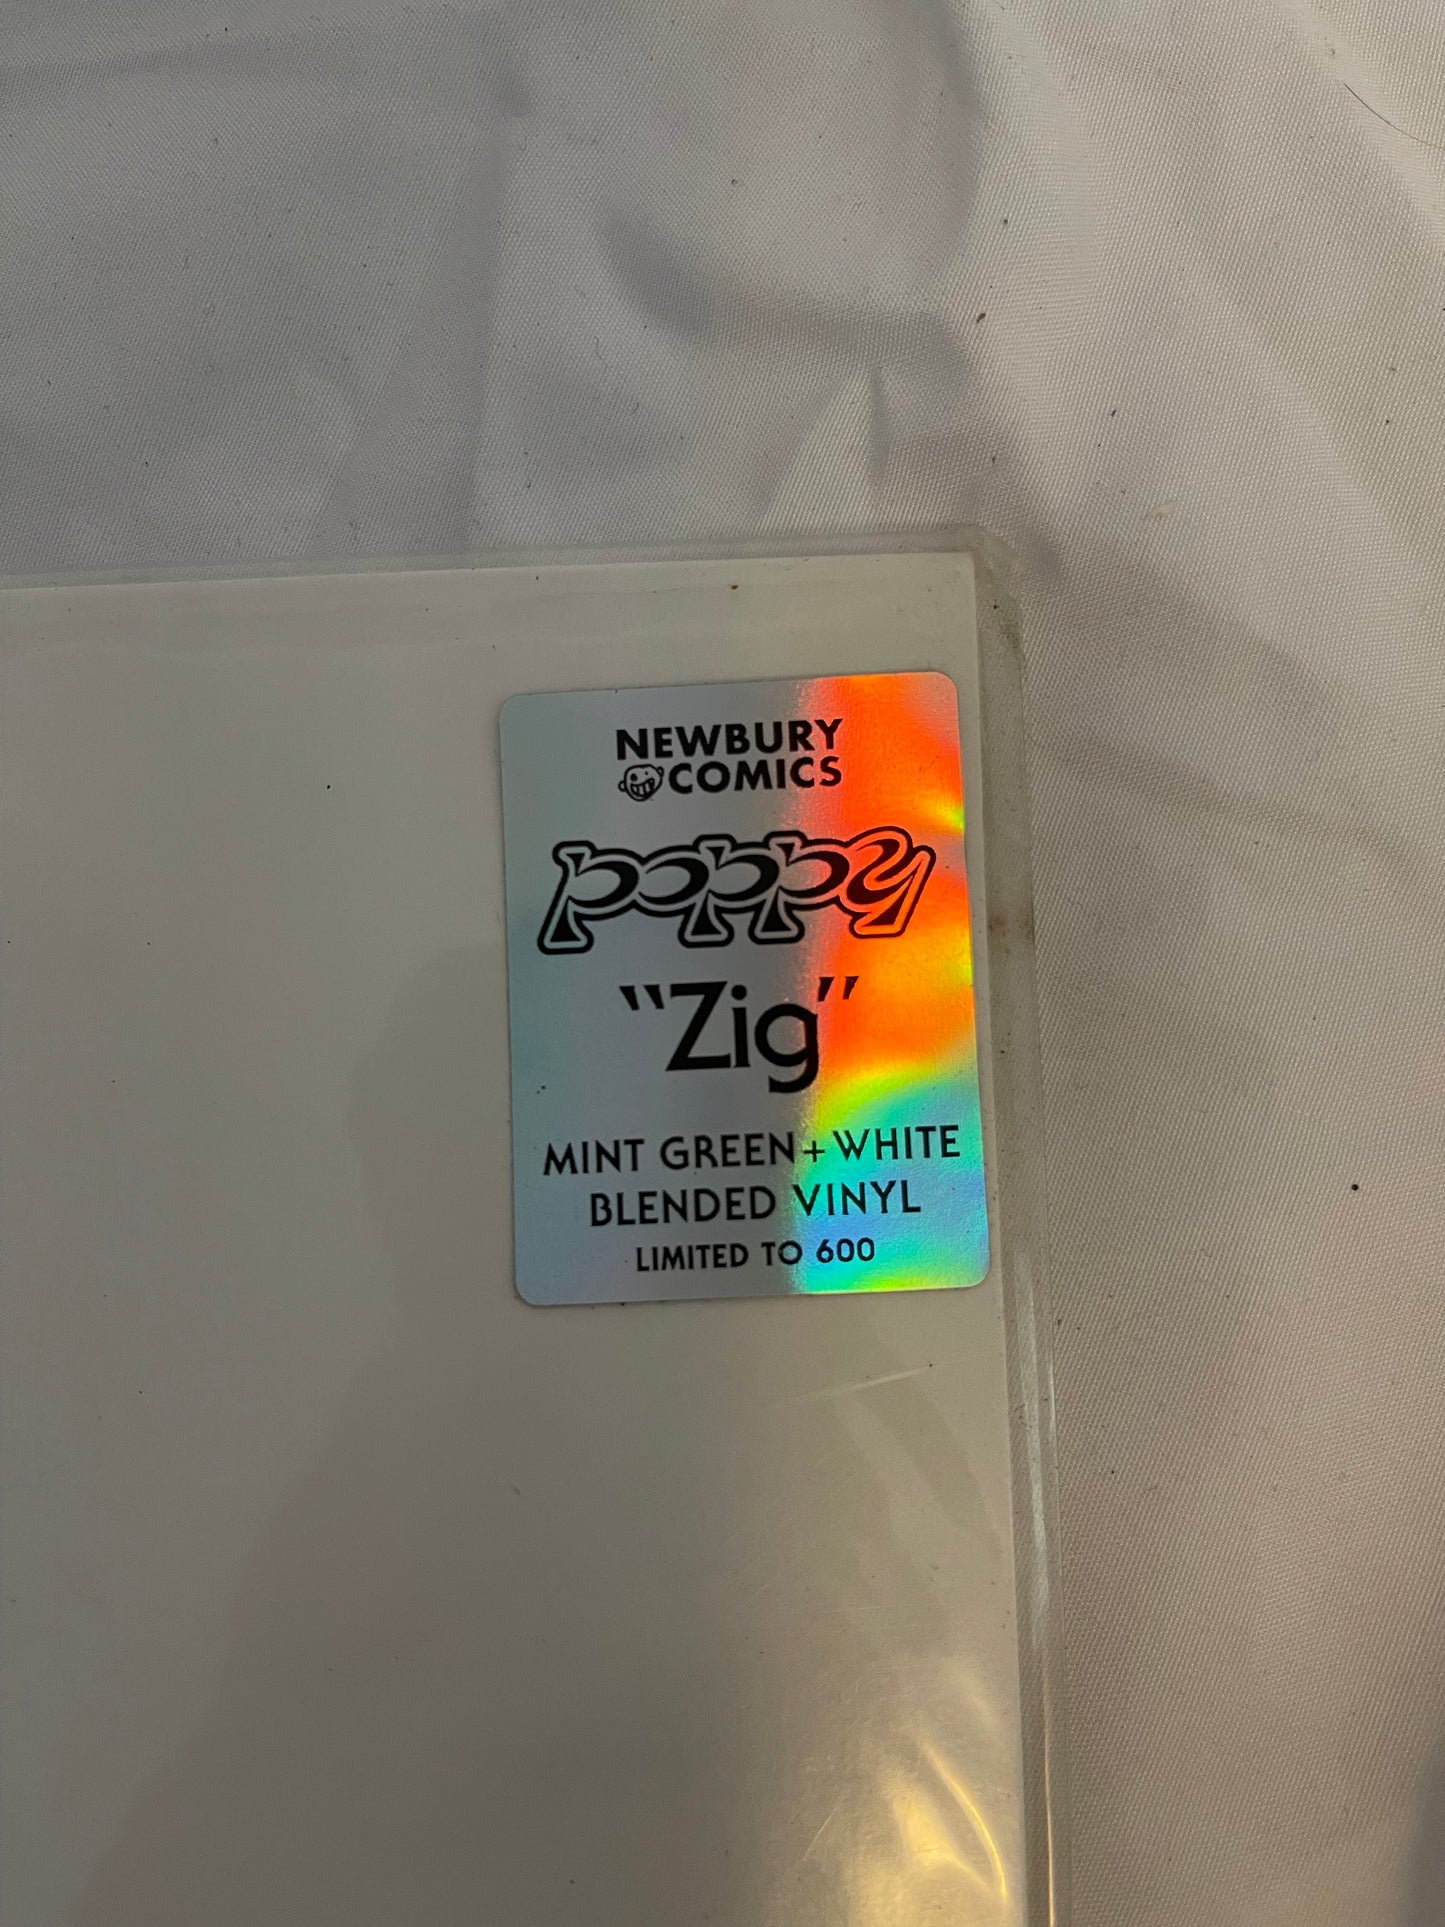 NEWBURY
COMICS
poppy
"Zig"
MINT GREEN + WHITE
BLENDED VINYL
LIMITED TO 600